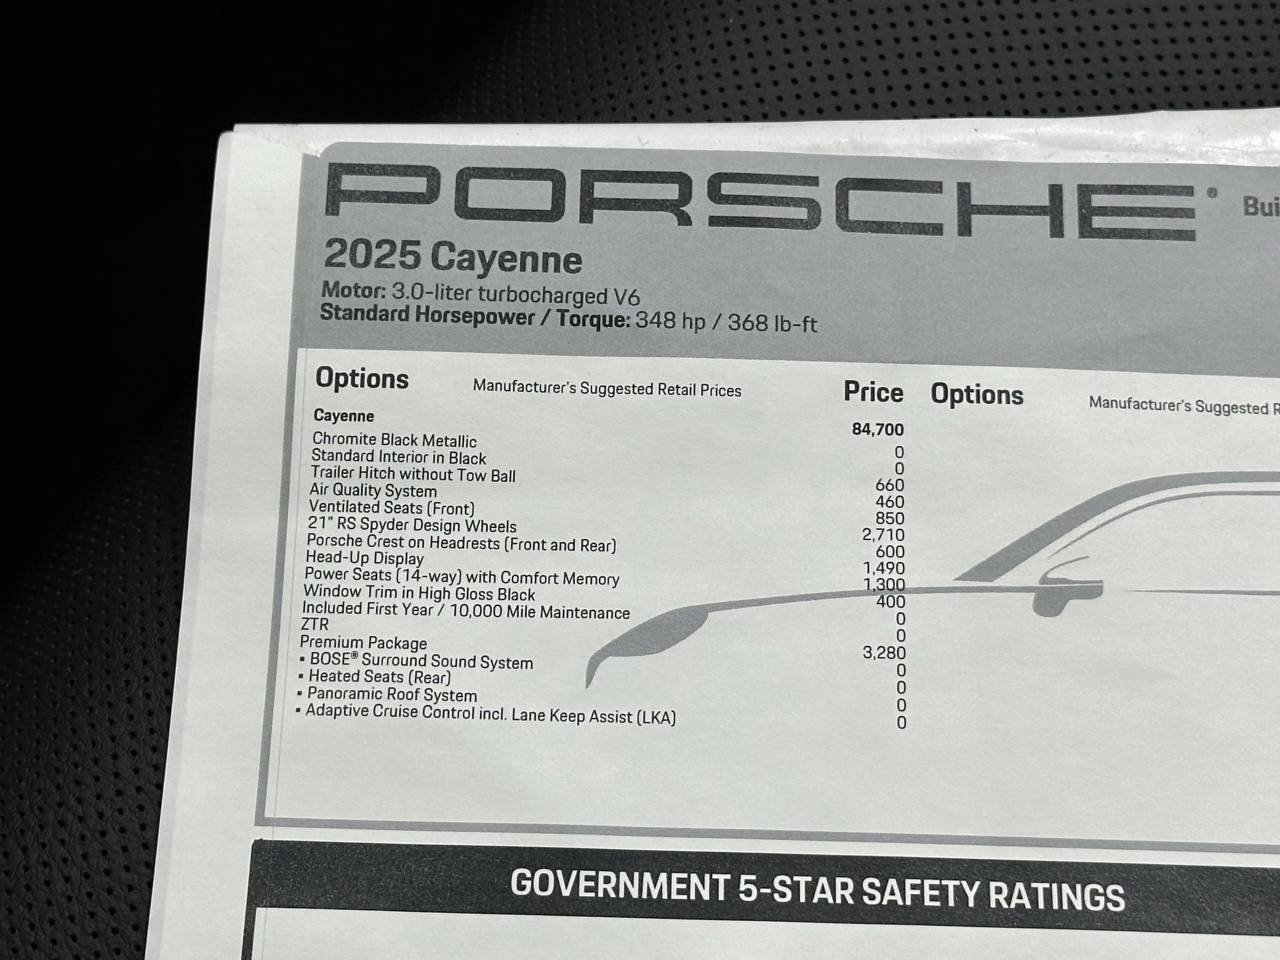 PORSCHE® Bui
2025 Cayenne
Motor: 3.0-liter turbocharged V6
Standard Horsepower / Torque: 348 hp / 368 lb-ft
Options Manufacturer's Suggested Retail Prices Price Options Manufacturer's Suggested R
Cayenne 84,700
Chromite Black Metallic 0
Standard Interior in Black 0
Trailer Hitch without Tow Ball 660
Air Quality System 460
Ventilated Seats (Front) 850
21" RS Spyder Design Wheels 2,710
Porsche Crest on Headrests (Front and Rear) 600
Head-Up Display 1,490
Power Seats (14-way) with Comfort Memory 1,300
Window Trim in High Gloss Black 400
Included First Year / 10,000 Mile Maintenance 0
ZTR 0
Premium Package 3,280
▪ BOSE® Surround Sound System 0
▪ Heated Seats (Rear) 0
▪ Panoramic Roof System 0
▪ Adaptive Cruise Control incl. Lane Keep Assist (LKA) 0
GOVERNMENT 5-STAR SAFETY RATINGS